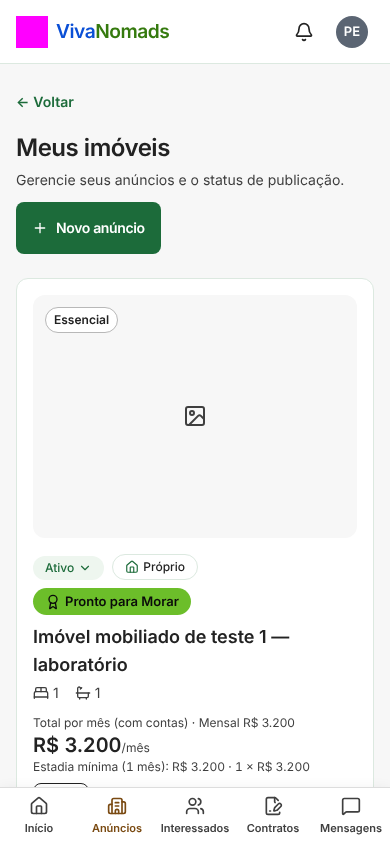 VivaNomads
PE
← Voltar
Meus imóveis
Gerencie seus anúncios e o status de publicação.
+ Novo anúncio
Essencial
Ativo
Próprio
Pronto para Morar
Imóvel mobiliado de teste 1 —
laboratório
1 1
Total por mês (com contas) · Mensal R$ 3.200
R$ 3.200/mês
Estadia mínima (1 mês): R$ 3.200 · 1 × R$ 3.200
Início Anúncios Interessados Contratos Mensagens